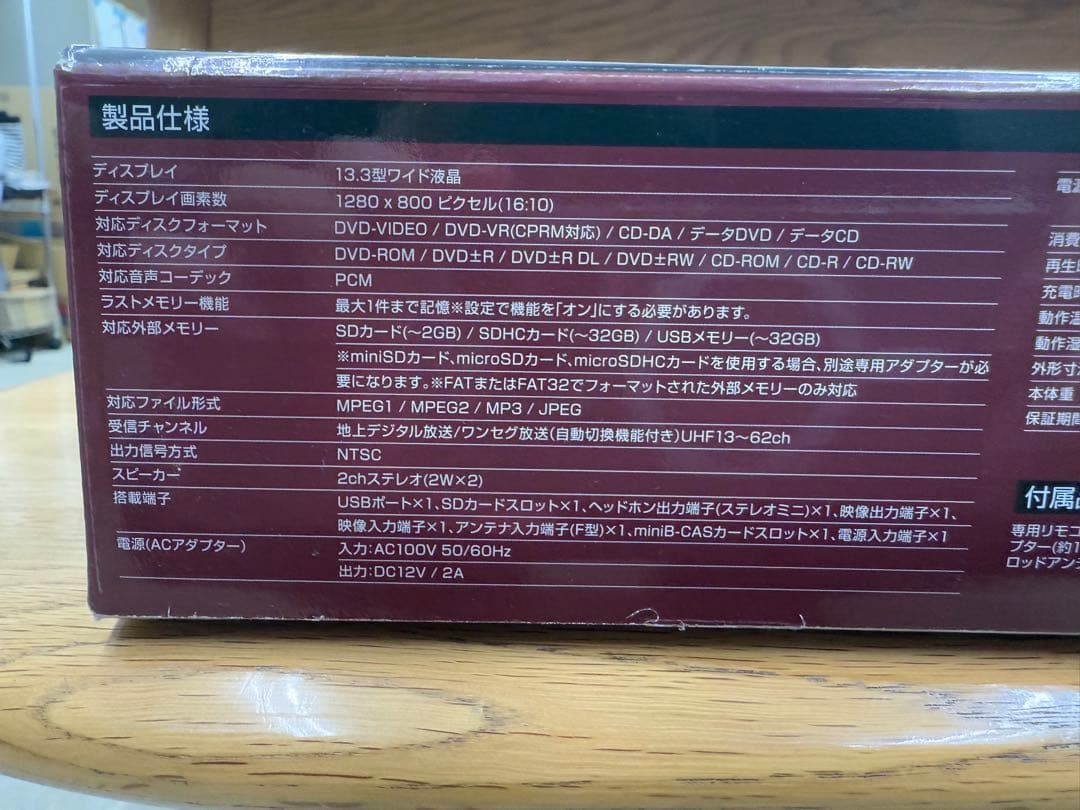 製品仕様
ディスプレイ 13.3型ワイド液晶
ディスプレイ画素数 1280 x 800 ピクセル(16:10)
対応ディスクフォーマット DVD-VIDEO / DVD-VR(CPRM対応) / CD-DA / データDVD / データCD
対応ディスクタイプ DVD-ROM / DVD±R / DVD±R DL / DVD±RW / CD-ROM / CD-R / CD-RW
対応音声コーデック PCM
ラストメモリー機能 最大1件まで記憶※設定で機能を「オン」にする必要があります。
対応外部メモリー SDカード(〜2GB) / SDHCカード(〜32GB) / USBメモリー(〜32GB)
※miniSDカード、microSDカード、microSDHCカードを使用する場合、別途専用アダプターが必
要になります。※FATまたはFAT32でフォーマットされた外部メモリーのみ対応
対応ファイル形式 MPEG1 / MPEG2 / MP3 / JPEG
受信チャンネル 地上デジタル放送/ワンセグ放送(自動切換機能付き)UHF13〜62ch
出力信号方式 NTSC
スピーカー 2chステレオ(2W×2)
搭載端子 USBポート×1、SDカードスロット×1、ヘッドホン出力端子(ステレオミニ)×1、映像出力端子×1、
映像入力端子×1、アンテナ入力端子(F型)×1、miniB-CASカードスロット×1、電源入力端子×1
電源(ACアダプター) 入力:AC100V 50/60Hz
出力:DC12V / 2A
電源
消費
再生
充電
動作温
動作湿
外形寸
本体重
保証期間
付属
専用リモコ
プター(約1
ロッドアン